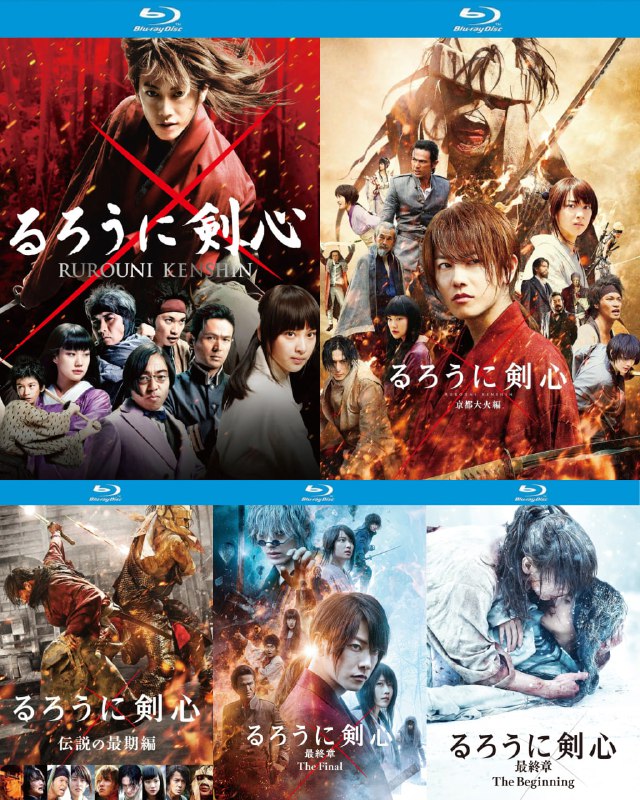 Blu-ray Disc
Blu-ray Disc
るろうに剣心
RUROUNI KENSHIN
るろうに剣心
RUROUNI KENSHIN
京都大火編
Blu-ray Disc
Blu-ray Disc
Blu-ray Disc
るろうに剣心
伝説の最期編
るろうに剣心
最終章
The Final
るろうに剣心
最終章
The Beginning